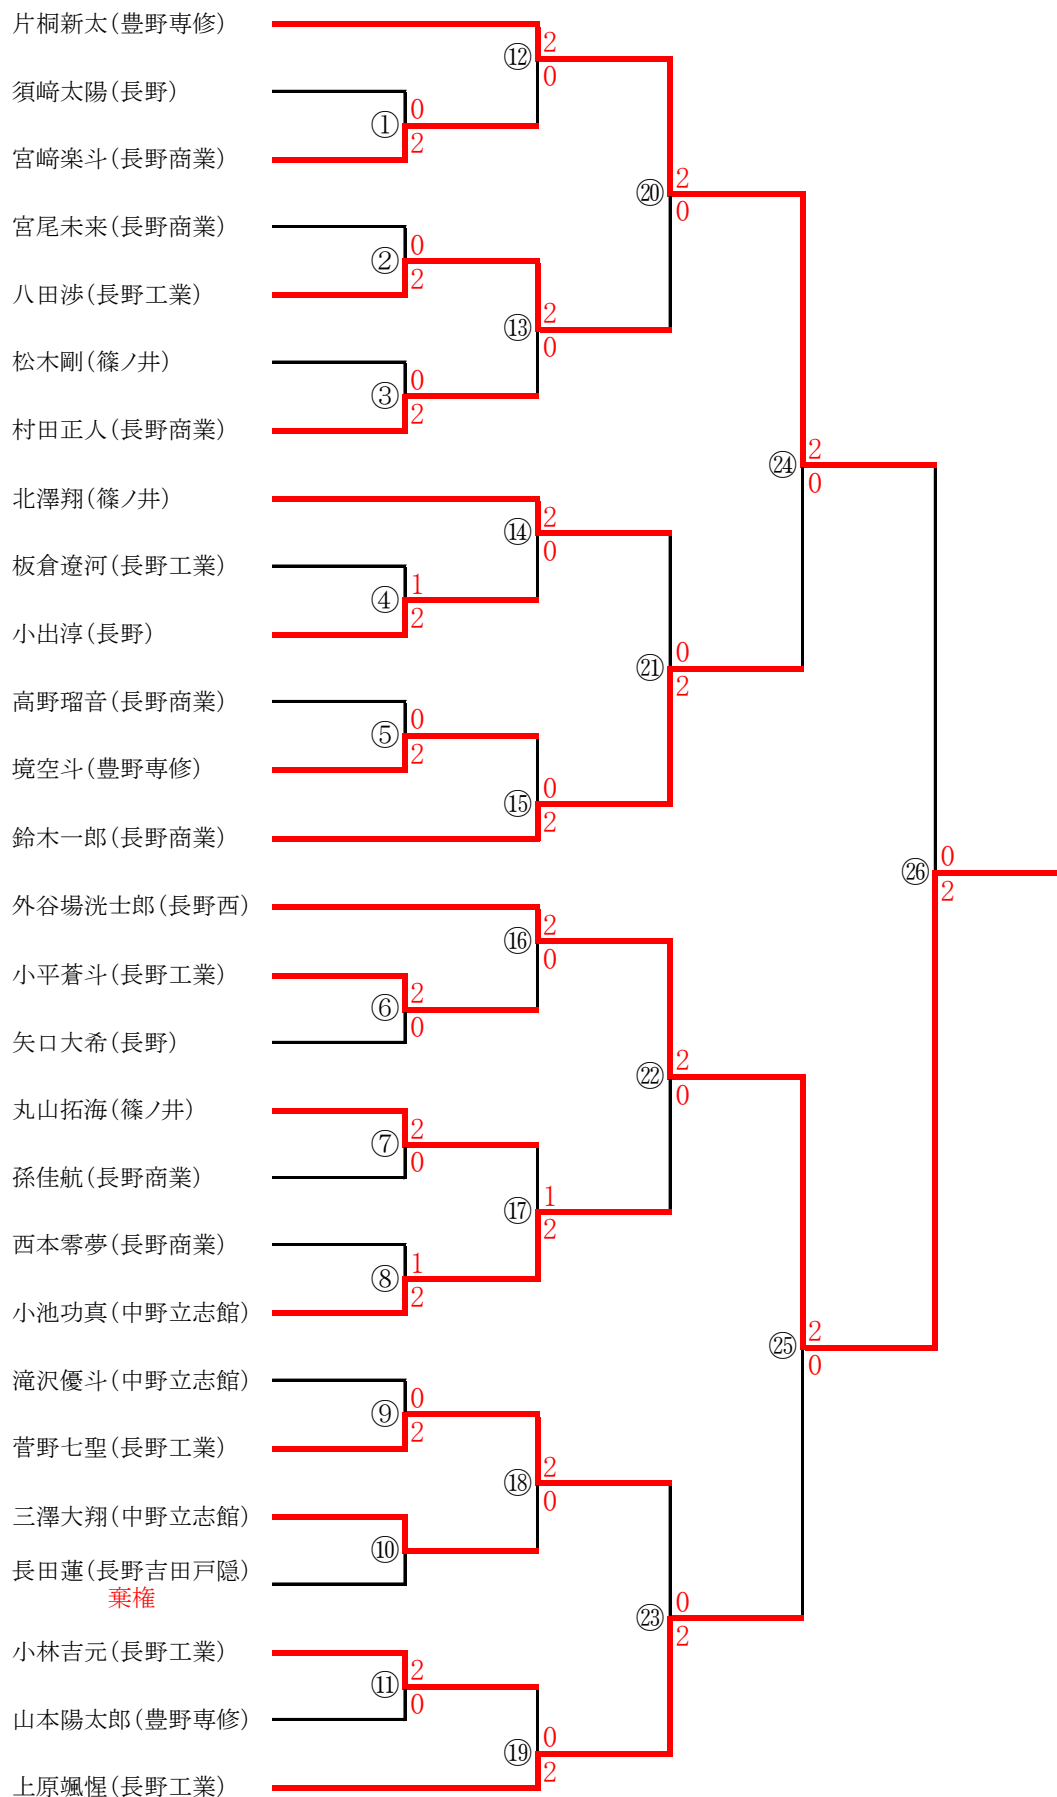 片桐新太(豊野専修)
⑫
2
0
須﨑太陽(長野)
①
0
2
宮﨑楽斗(長野商業)
⑳
2
0
宮尾未来(長野商業)
②
0
2
八田渉(長野工業)
⑬
2
0
松木剛(篠ノ井)
③
0
2
村田正人(長野商業)
㉔
2
0
北澤翔(篠ノ井)
⑭
2
0
板倉遼河(長野工業)
④
1
2
小出淳(長野)
㉑
0
2
高野瑠音(長野商業)
⑤
0
2
境空斗(豊野専修)
⑮
0
2
鈴木一郎(長野商業)
㉖
0
2
外谷場洸士郎(長野西)
⑯
2
0
小平蒼斗(長野工業)
⑥
2
0
矢口大希(長野)
㉒
2
0
丸山拓海(篠ノ井)
⑦
2
0
孫佳航(長野商業)
⑰
1
2
西本零夢(長野商業)
⑧
1
2
小池功真(中野立志館)
㉕
2
0
滝沢優斗(中野立志館)
⑨
0
2
菅野七聖(長野工業)
⑱
2
0
三澤大翔(中野立志館)
⑩
長田蓮(長野吉田戸隠)
棄権
㉓
0
2
小林吉元(長野工業)
⑪
2
0
山本陽太郎(豊野専修)
⑲
0
2
上原颯惺(長野工業)